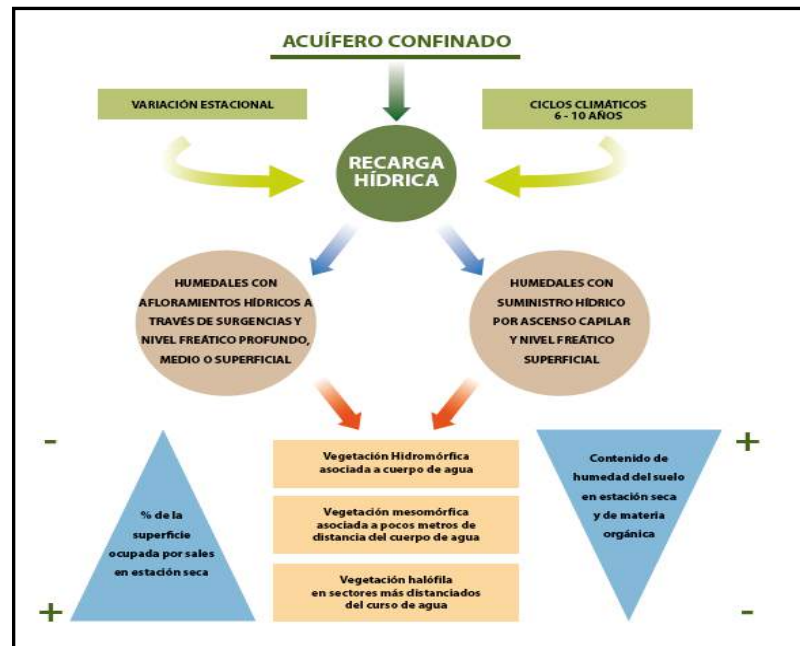 ACUÍFERO CONFINADO
VARIACIÓN ESTACIONAL
CICLOS CLIMÁTICOS
6 - 10 AÑOS
RECARGA
HÍDRICA
HUMEDALES CON
AFLORAMIENTOS HÍDRICOS A
TRAVÉS DE SURGENCIAS Y
NIVEL FREÁTICO PROFUNDO,
MEDIO O SUPERFICIAL
HUMEDALES CON
SUMINISTRO HÍDRICO
POR ASCENSO CAPILAR
Y NIVEL FREÁTICO
SUPERFICIAL
-
% de la
superficie
ocupada por sales
en estación seca
+
Vegetación Hidromórfica
asociada a cuerpo de agua
Vegetación mesomórfica
asociada a pocos metros de
distancia del cuerpo de agua
Vegetación halófila
en sectores más distanciados
del curso de agua
+
Contenido de
humedad del suelo
en estación seca
y de materia
orgánica
-